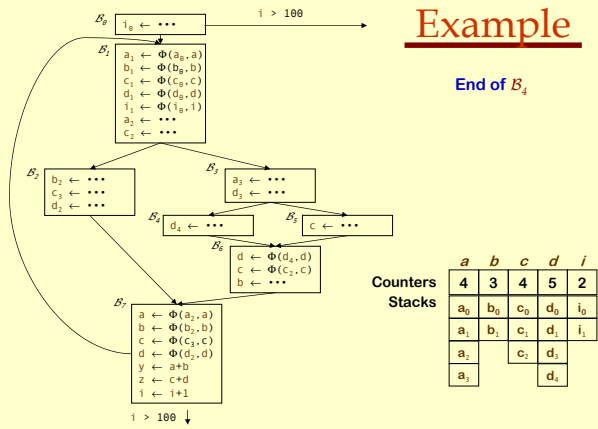 Example
End of B₄
i > 100
B₀
i₀ ← •••
B₁
a₁ ← Φ(a₀,a)
b₁ ← Φ(b₀,b)
c₁ ← Φ(c₀,c)
d₁ ← Φ(d₀,d)
i₁ ← Φ(i₀,i)
a₂ ← •••
c₂ ← •••
B₂
b₂ ← •••
c₃ ← •••
d₂ ← •••
B₃
a₃ ← •••
d₃ ← •••
B₄
d₄ ← •••
B₅
c ← •••
B₆
d ← Φ(d₄,d)
c ← Φ(c₂,c)
b ← •••
B₇
a ← Φ(a₂,a)
b ← Φ(b₂,b)
c ← Φ(c₃,c)
d ← Φ(d₂,d)
y ← a+b
z ← c+d
i ← i+1
i > 100
a b c d i
Counters 4 3 4 5 2
Stacks a₀ b₀ c₀ d₀ i₀
a₁ b₁ c₁ d₁ i₁
a₂ c₂ d₃
a₃ d₄